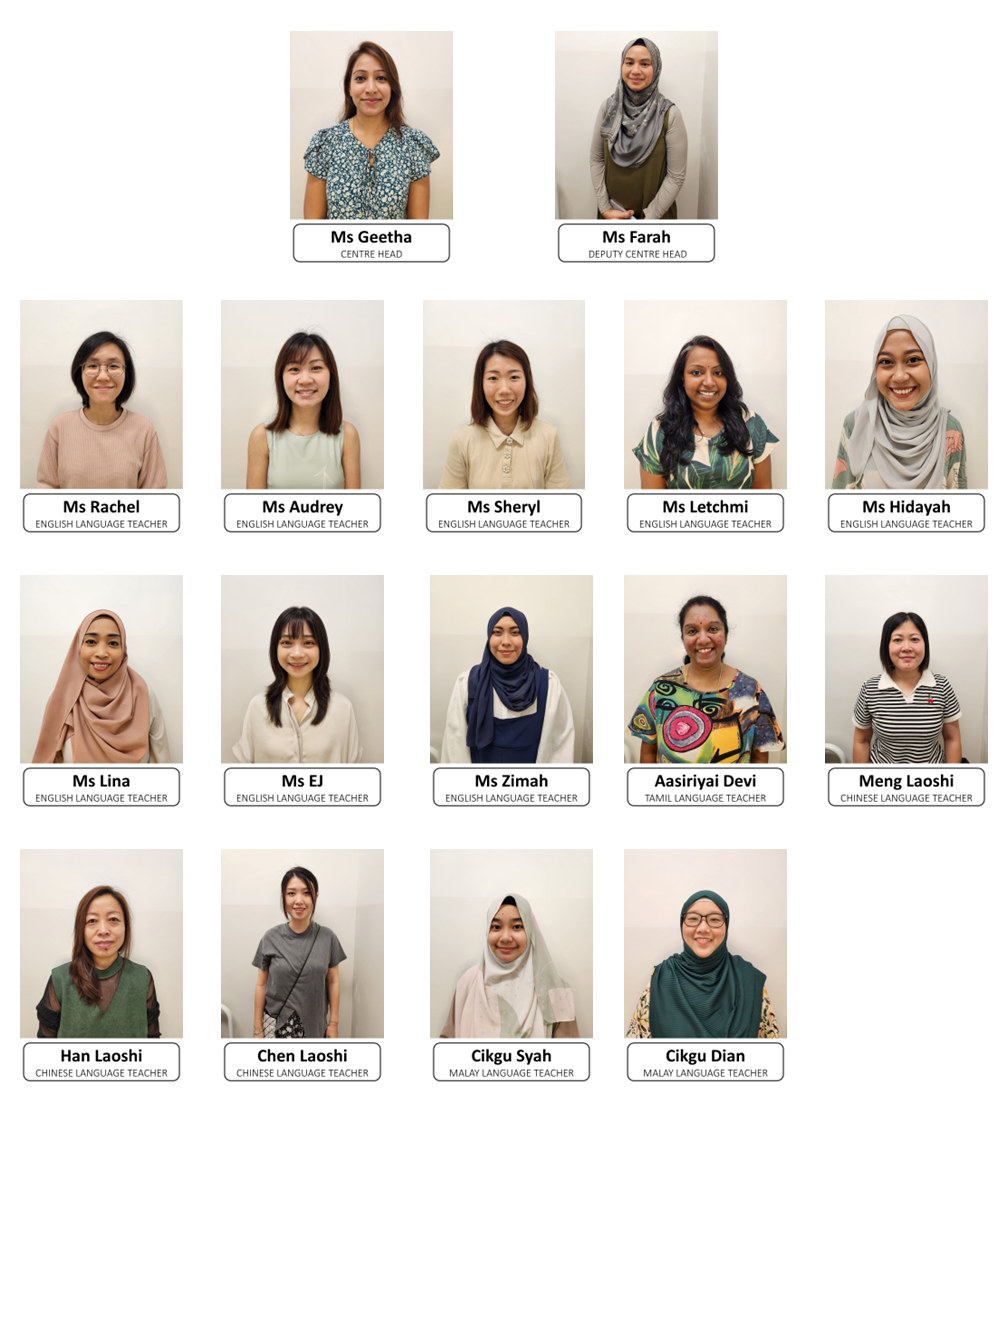 Ms Geetha
CENTRE HEAD
Ms Farah
DEPUTY CENTRE HEAD
Ms Rachel
ENGLISH LANGUAGE TEACHER
Ms Audrey
ENGLISH LANGUAGE TEACHER
Ms Sheryl
ENGLISH LANGUAGE TEACHER
Ms Letchmi
ENGLISH LANGUAGE TEACHER
Ms Hidayah
ENGLISH LANGUAGE TEACHER
Ms Lina
ENGLISH LANGUAGE TEACHER
Ms EJ
ENGLISH LANGUAGE TEACHER
Ms Zimah
ENGLISH LANGUAGE TEACHER
Aasiriyai Devi
TAMIL LANGUAGE TEACHER
Meng Laoshi
CHINESE LANGUAGE TEACHER
Han Laoshi
CHINESE LANGUAGE TEACHER
Chen Laoshi
CHINESE LANGUAGE TEACHER
Cikgu Syah
MALAY LANGUAGE TEACHER
Cikgu Dian
MALAY LANGUAGE TEACHER